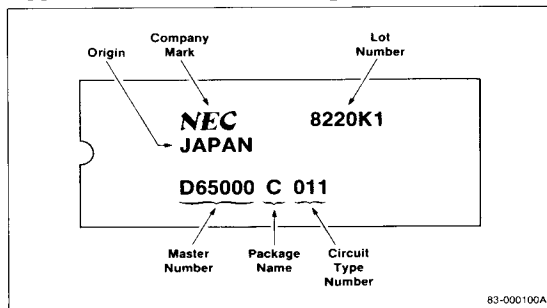 Company
Mark
Lot
Number
Origin
NEC
8220K1
JAPAN
D65000 C 011
Master
Number
Package
Name
Circuit
Type
Number
83-000100A